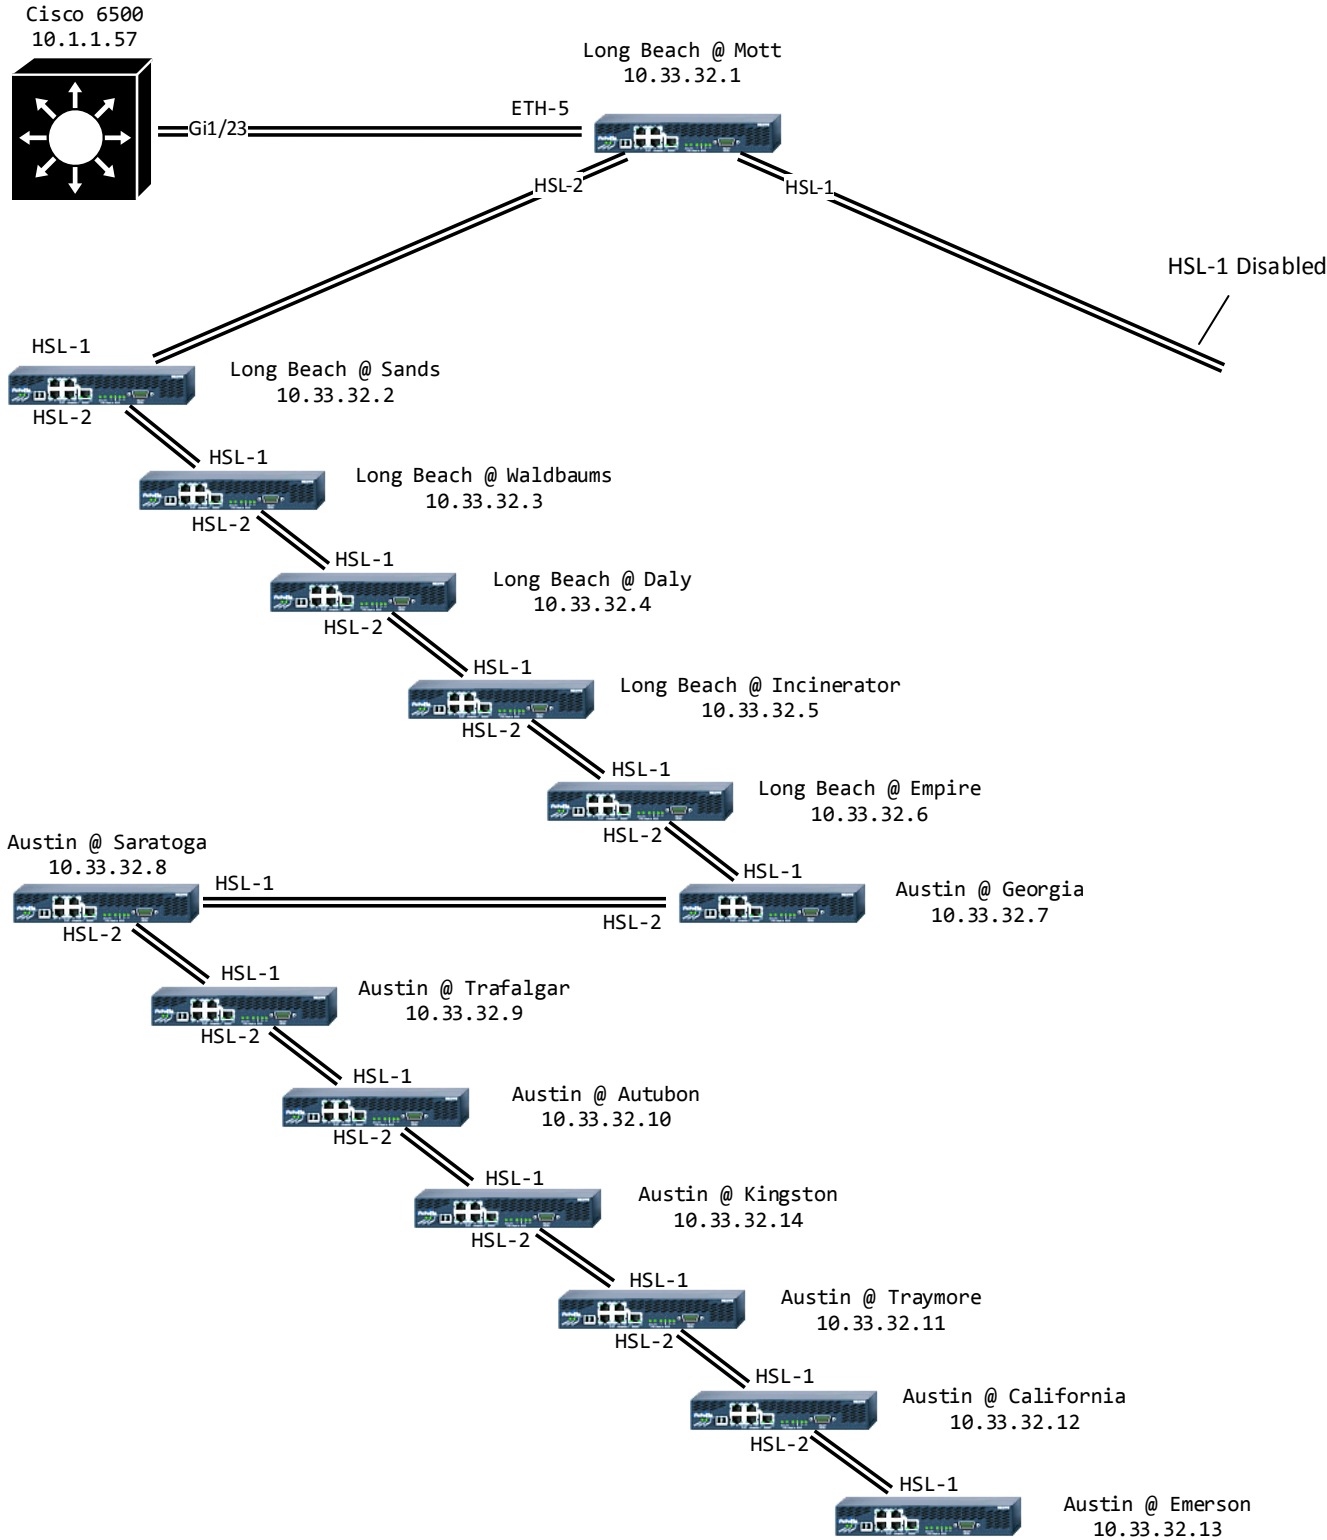 Cisco 6500
10.1.1.57
Long Beach @ Mott
10.33.32.1
ETH-5
Gi1/23
HSL-2
HSL-1
HSL-1 Disabled
HSL-1
Long Beach @ Sands
10.33.32.2
HSL-2
HSL-1
Long Beach @ Waldbaums
10.33.32.3
HSL-2
HSL-1
Long Beach @ Daly
10.33.32.4
HSL-2
HSL-1
Long Beach @ Incinerator
10.33.32.5
HSL-2
HSL-1
Long Beach @ Empire
10.33.32.6
HSL-2
Austin @ Saratoga
10.33.32.8
HSL-1
HSL-1
Austin @ Georgia
10.33.32.7
HSL-2
HSL-2
HSL-1
Austin @ Trafalgar
10.33.32.9
HSL-2
HSL-1
Austin @ Autubon
10.33.32.10
HSL-2
HSL-1
Austin @ Kingston
10.33.32.14
HSL-2
HSL-1
Austin @ Traymore
10.33.32.11
HSL-2
HSL-1
Austin @ California
10.33.32.12
HSL-2
HSL-1
Austin @ Emerson
10.33.32.13